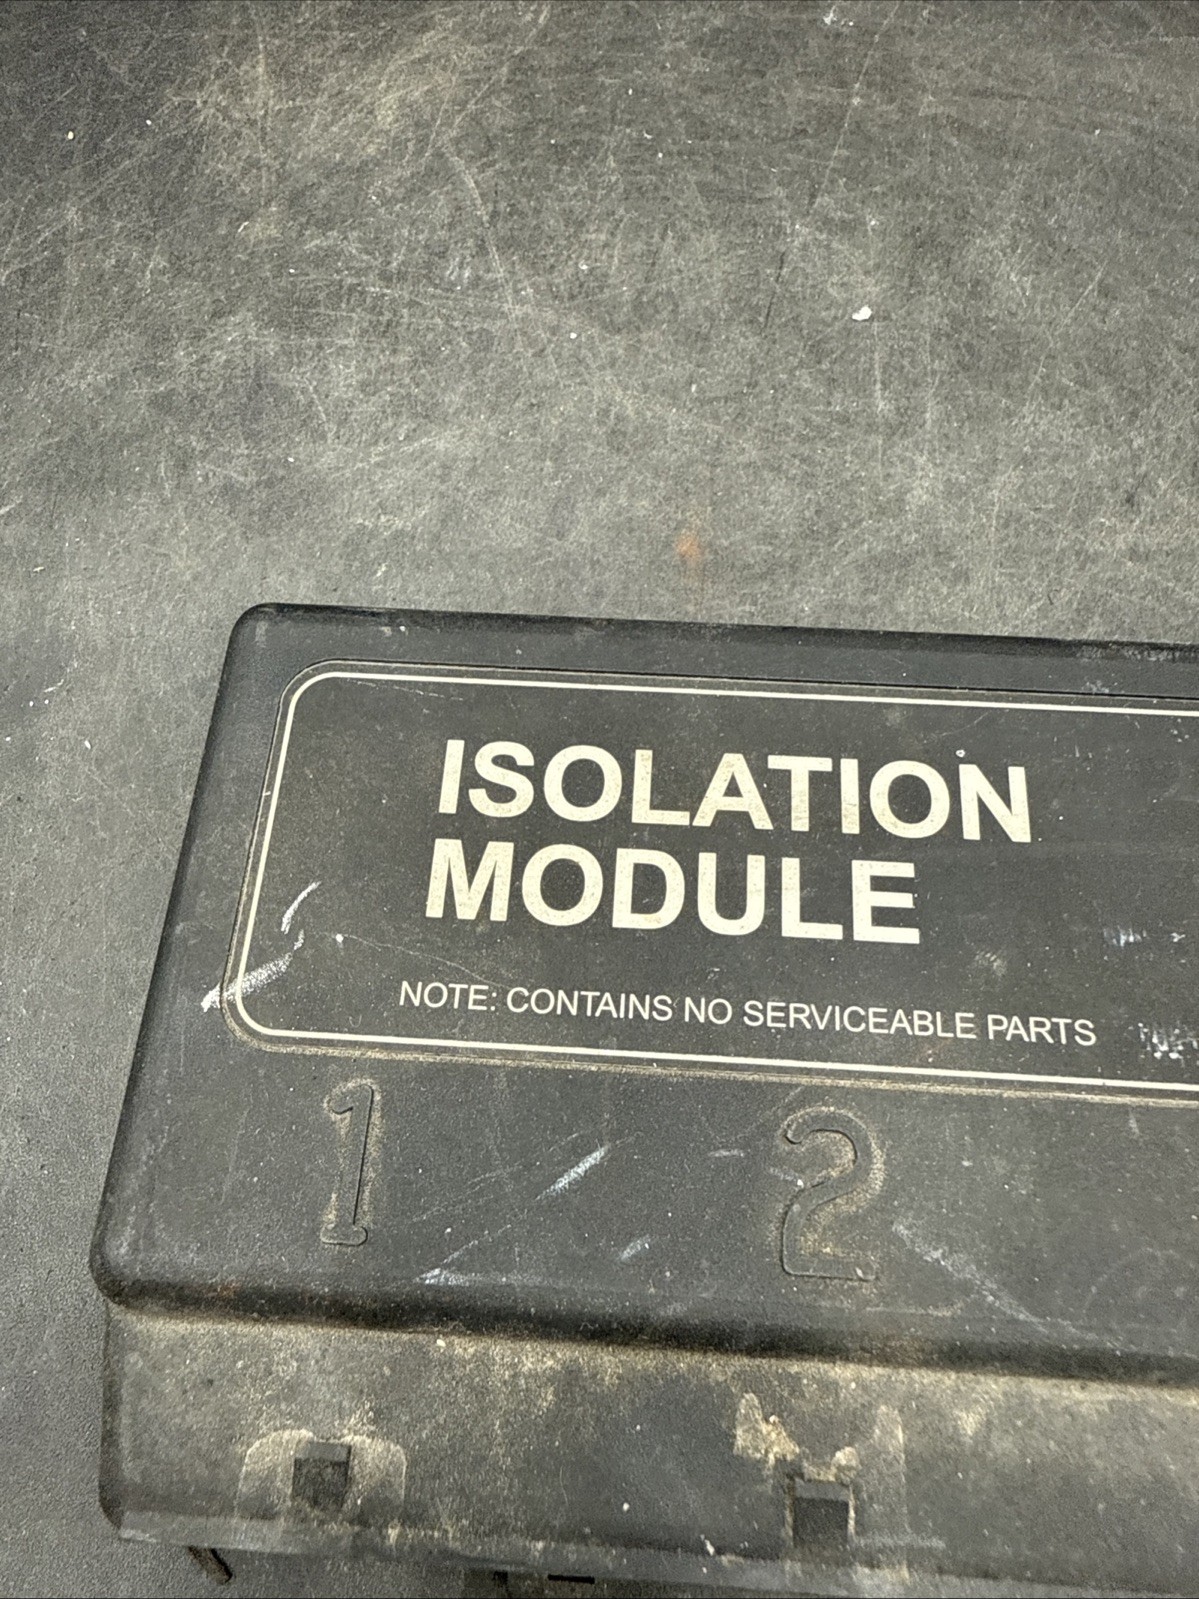 ISOLATION
MODULE
NOTE: CONTAINS NO SERVICEABLE PARTS
1 2